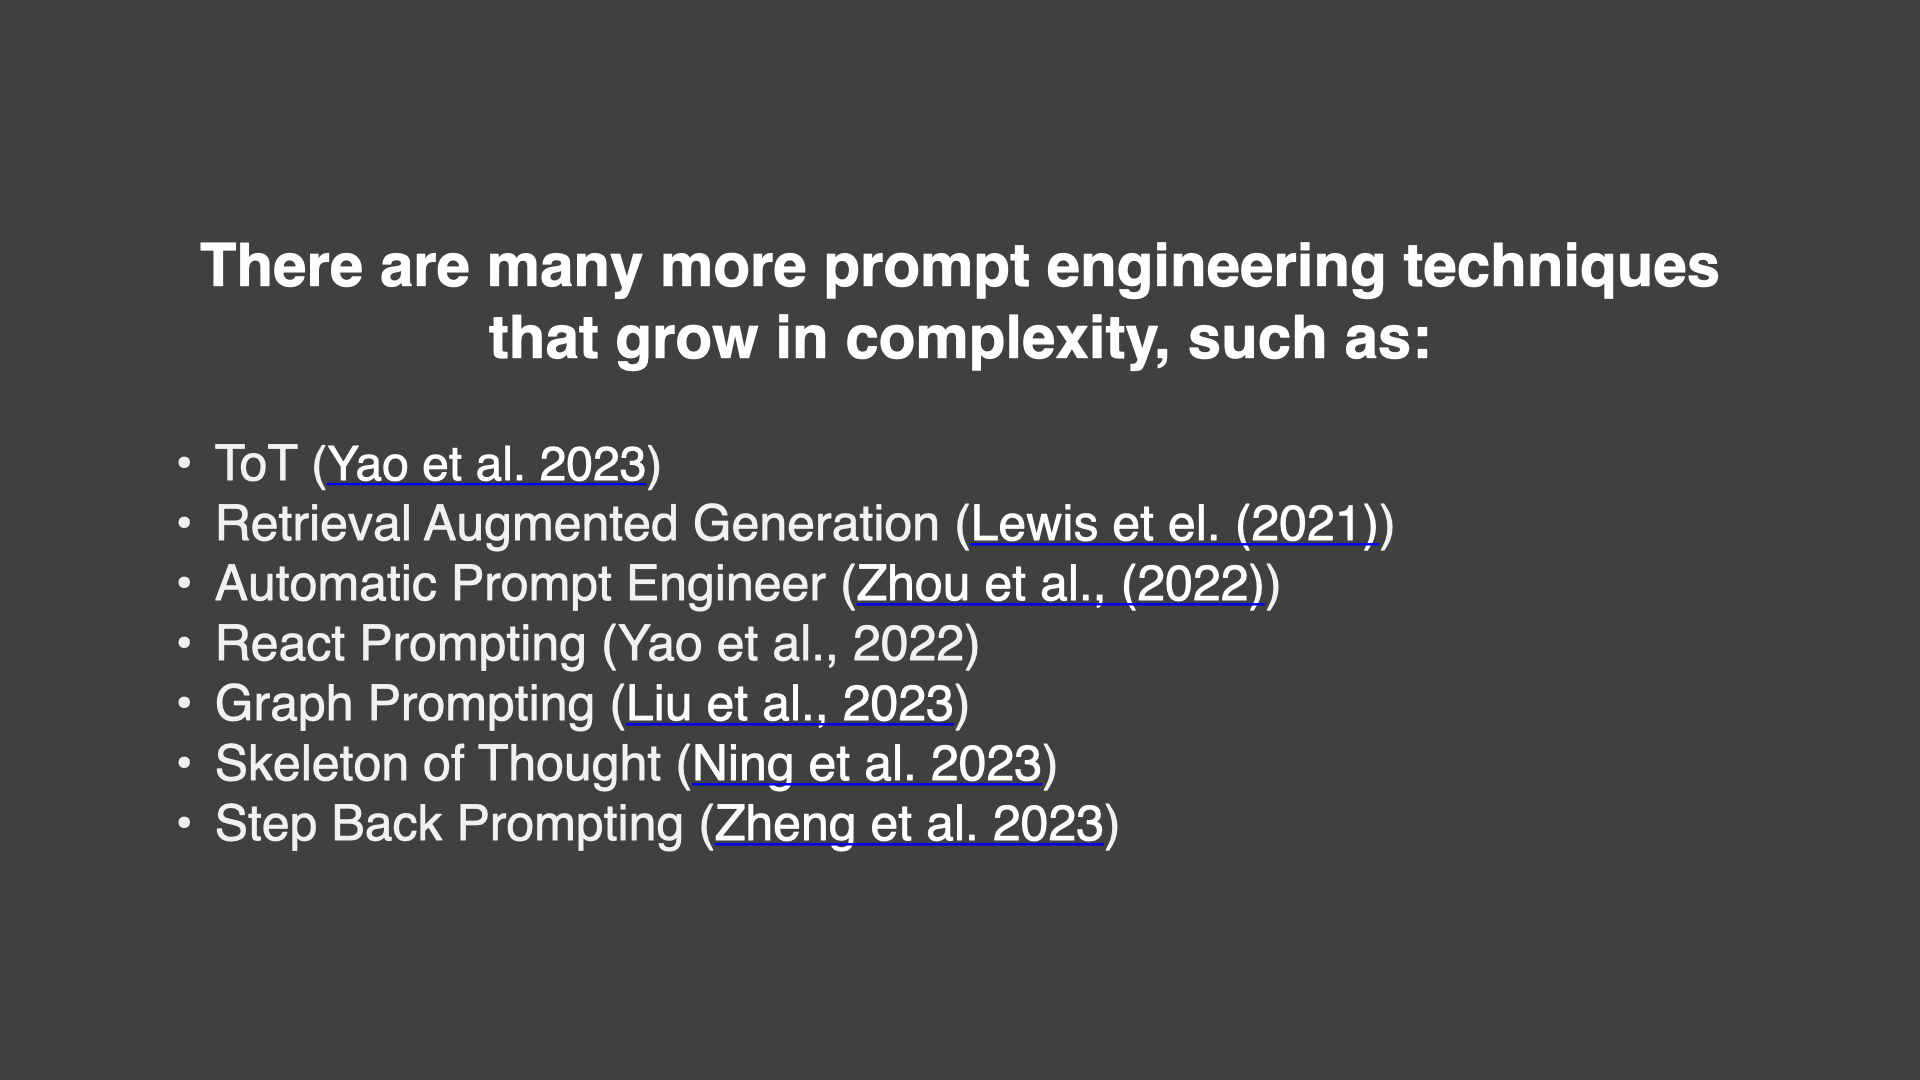 There are many more prompt engineering techniques
that grow in complexity, such as:
• ToT (Yao et al. 2023)
• Retrieval Augmented Generation (Lewis et el. (2021))
• Automatic Prompt Engineer (Zhou et al., (2022))
• React Prompting (Yao et al., 2022)
• Graph Prompting (Liu et al., 2023)
• Skeleton of Thought (Ning et al. 2023)
• Step Back Prompting (Zheng et al. 2023)